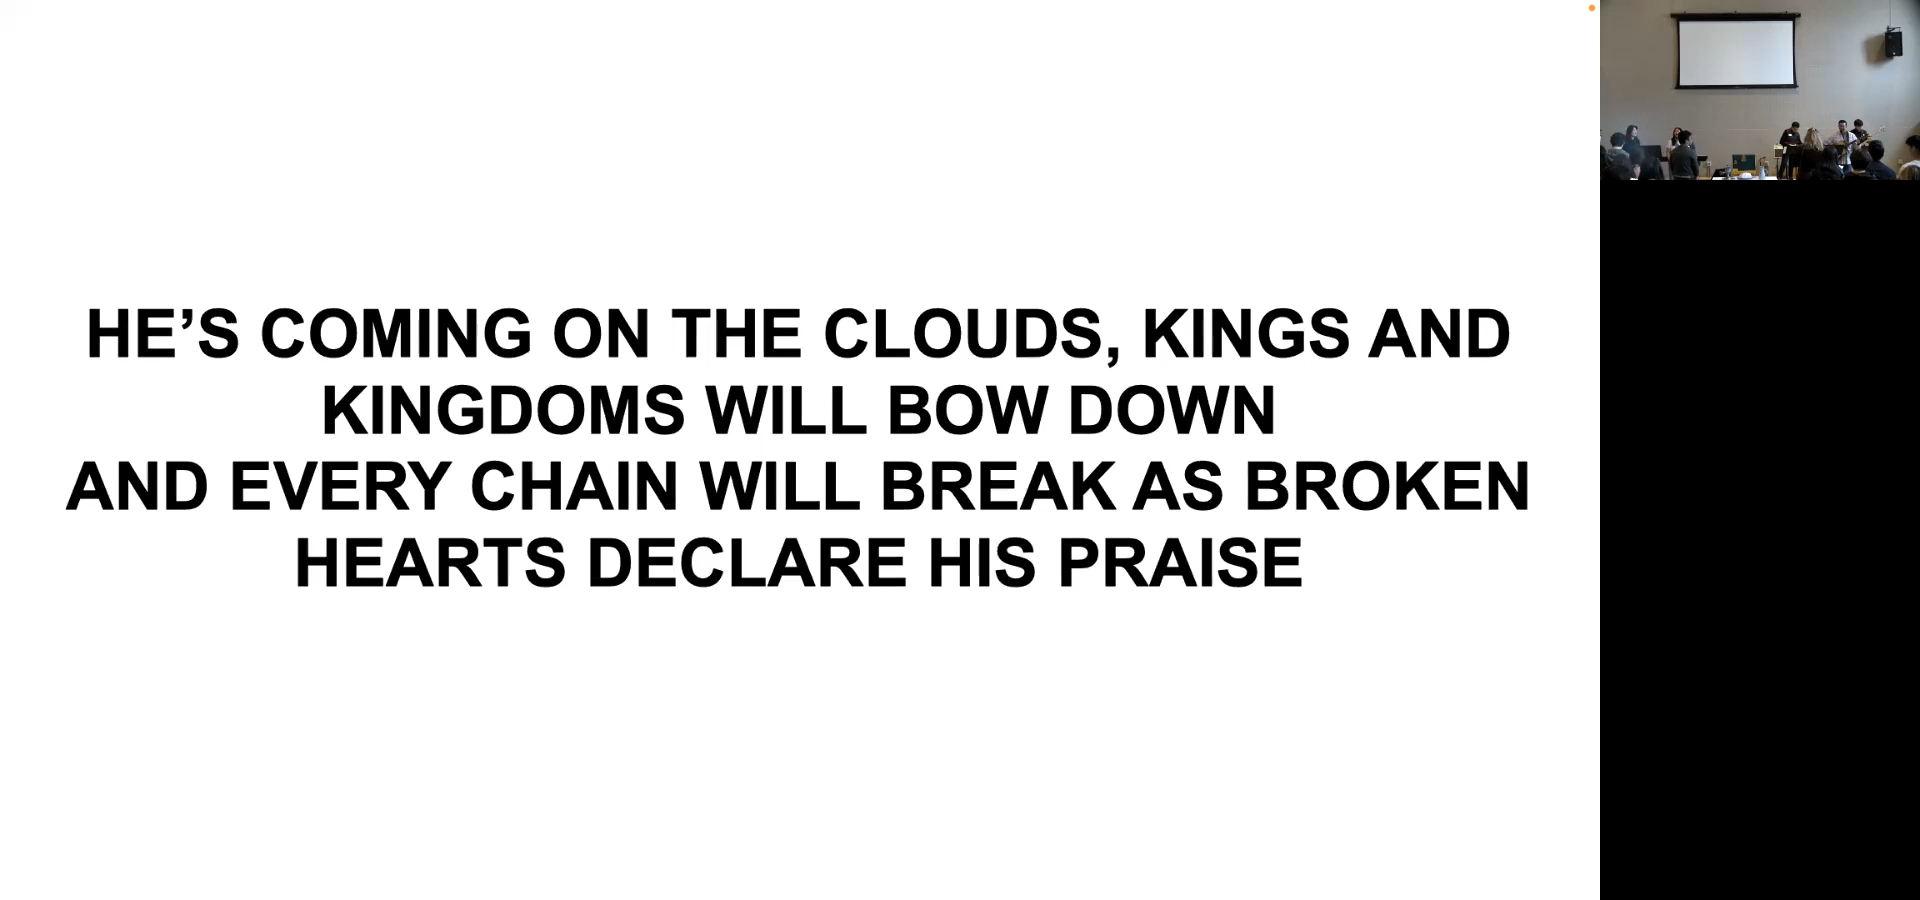 HE’S COMING ON THE CLOUDS, KINGS AND
KINGDOMS WILL BOW DOWN
AND EVERY CHAIN WILL BREAK AS BROKEN
HEARTS DECLARE HIS PRAISE